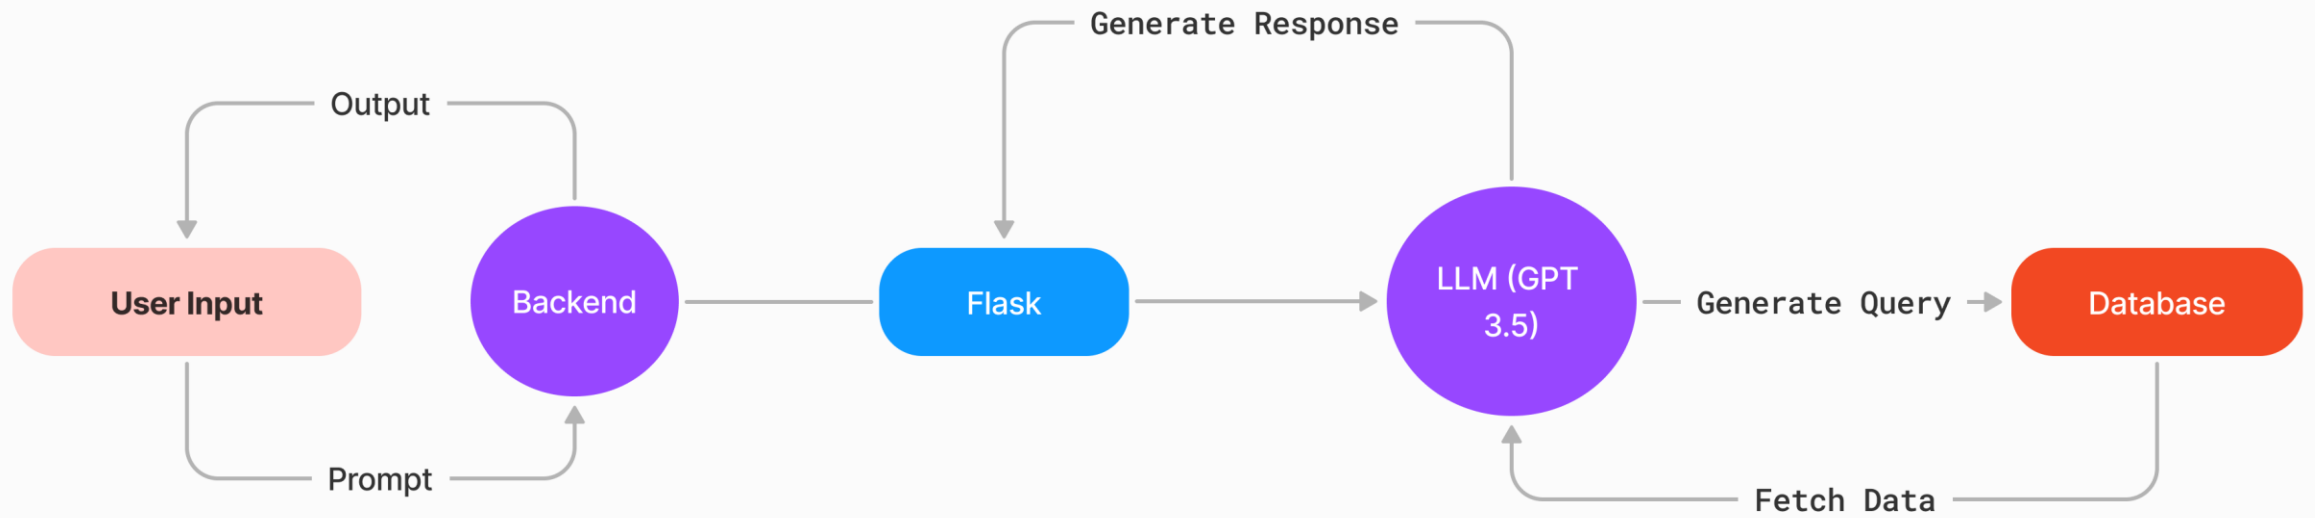 Generate Response
Output
User Input
Backend
Flask
LLM (GPT
3.5)
Generate Query
Database
Prompt
Fetch Data